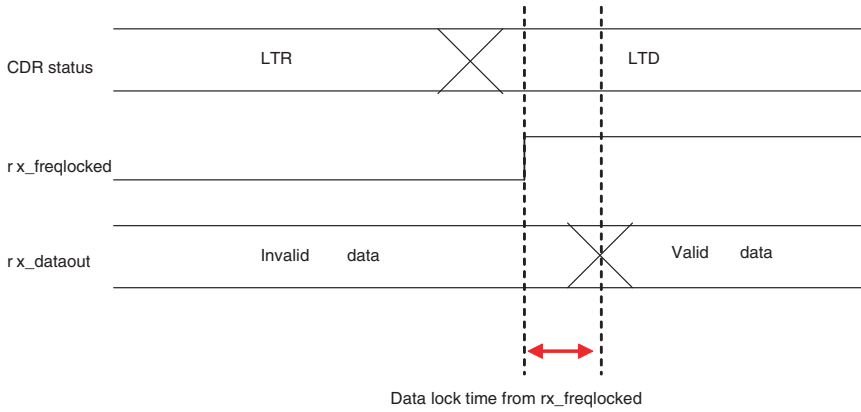 CDR status
LTR
LTD
r x_freqlocked
r x_dataout
Invalid data
Valid data
Data lock time from rx_freqlocked